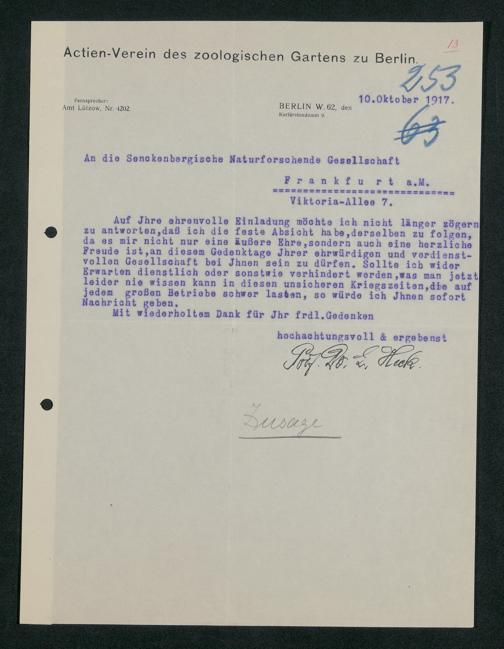 13
Actien-Verein des zoologischen Gartens zu Berlin.
253
Fernsprecher:
Amt Lützow, Nr. 4202.
BERLIN W. 62, den 10.Oktober 1917.
Kurfürstendamm 9.
63
An die Senckenbergische Naturforschende Gesellschaft
Frankfurt a.M.
Viktoria-Allee 7.
Auf Jhre ehrenvolle Einladung möchte ich nicht länger zögern
zu antworten,daß ich die feste Absicht habe,derselben zu folgen,
da es mir nicht nur eine äußere Ehre,sondern auch eine herzliche
Freude ist,an diesem Gedenktage Jhrer ehrwürdigen und verdienst-
vollen Gesellschaft bei Jhnen sein zu dürfen. Sollte ich wider
Erwarten dienstlich oder sonstwie verhindert werden,was man jetzt
leider nie wissen kann in diesen unsicheren Kriegszeiten,die auf
jedem großen Betriebe schwer lasten, so würde ich Jhnen sofort
Nachricht geben.
Mit wiederholtem Dank für Jhr frdl.Gedenken
hochachtungsvoll & ergebenst
Prof. Dr. L. Heck.
Zusage